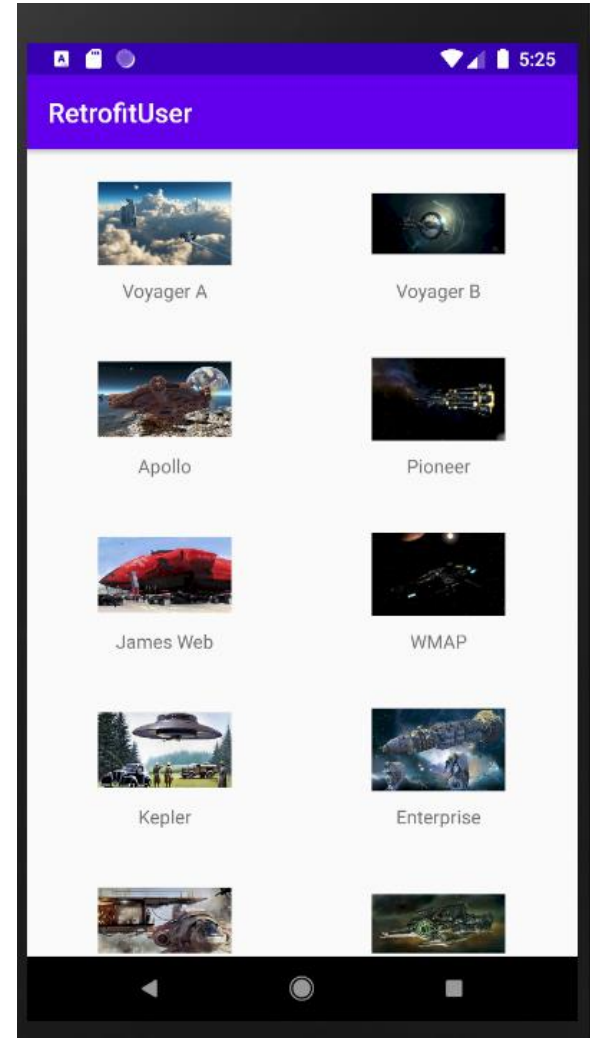 A 5:25
RetrofitUser
Voyager A Voyager B
Apollo Pioneer
James Web WMAP
Kepler Enterprise